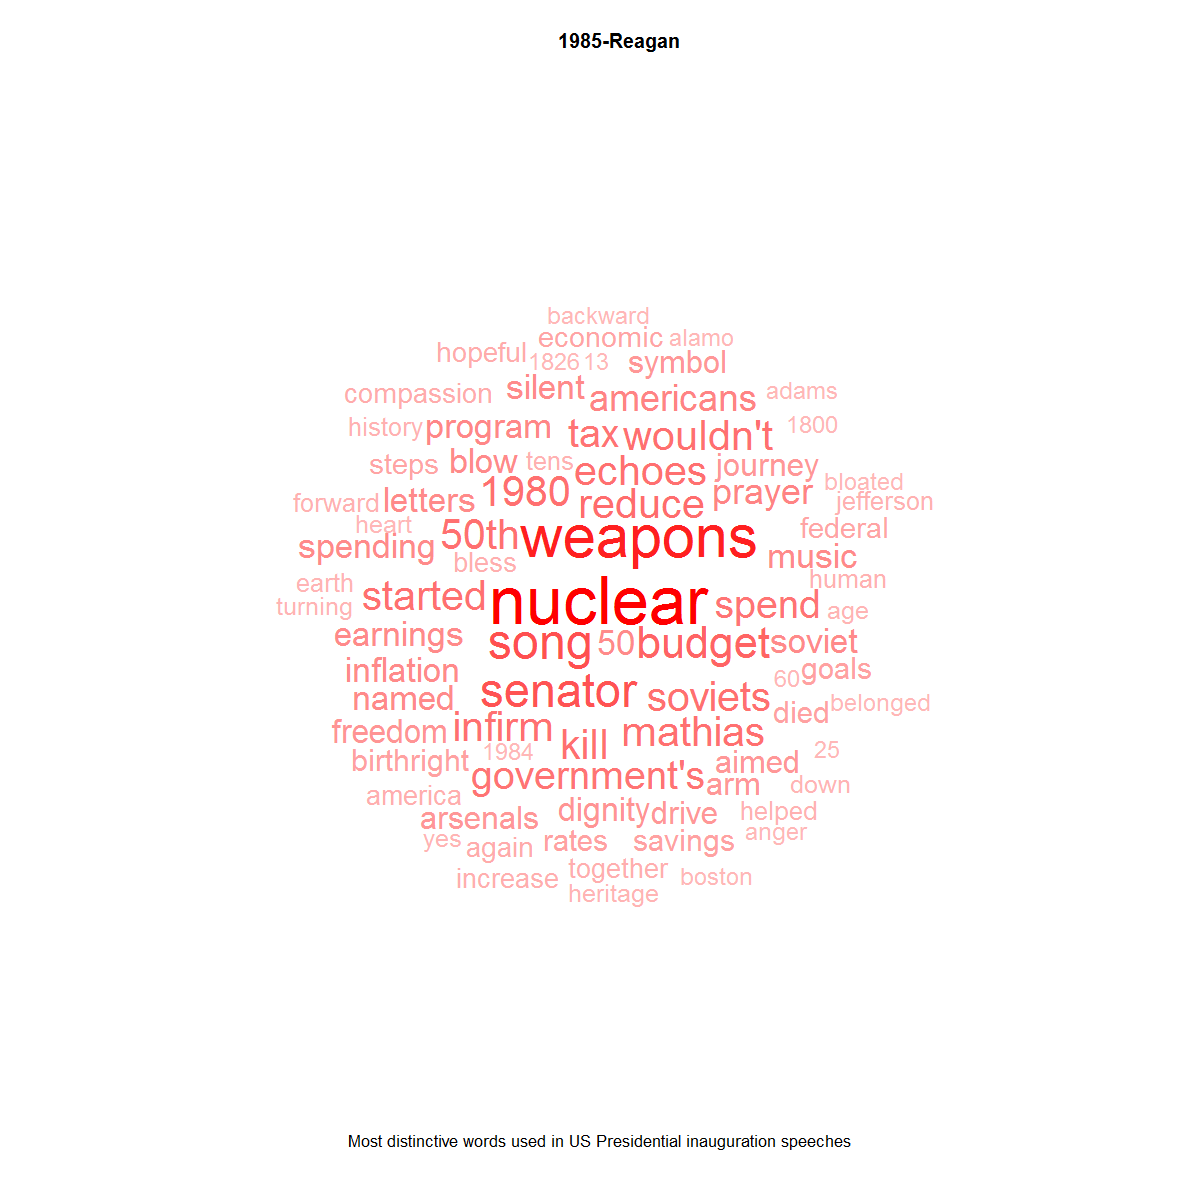 1985-Reagan
backward
economic alamo
hopeful 1826 13 symbol
compassion silent americans adams
history program tax wouldn't 1800
steps blow tens echoes journey bloated
forward letters 1980 reduce prayer jefferson
heart 50th weapons federal
spending bless music
earth human
turning started nuclear spend age
earnings song 50 budget soviet
inflation 60 goals
named senator soviets died belonged
freedom infirm kill mathias
birthright 1984 aimed 25
america government's arm down
arsenals dignity drive helped
yes again rates savings anger
increase together boston
heritage
Most distinctive words used in US Presidential inauguration speeches